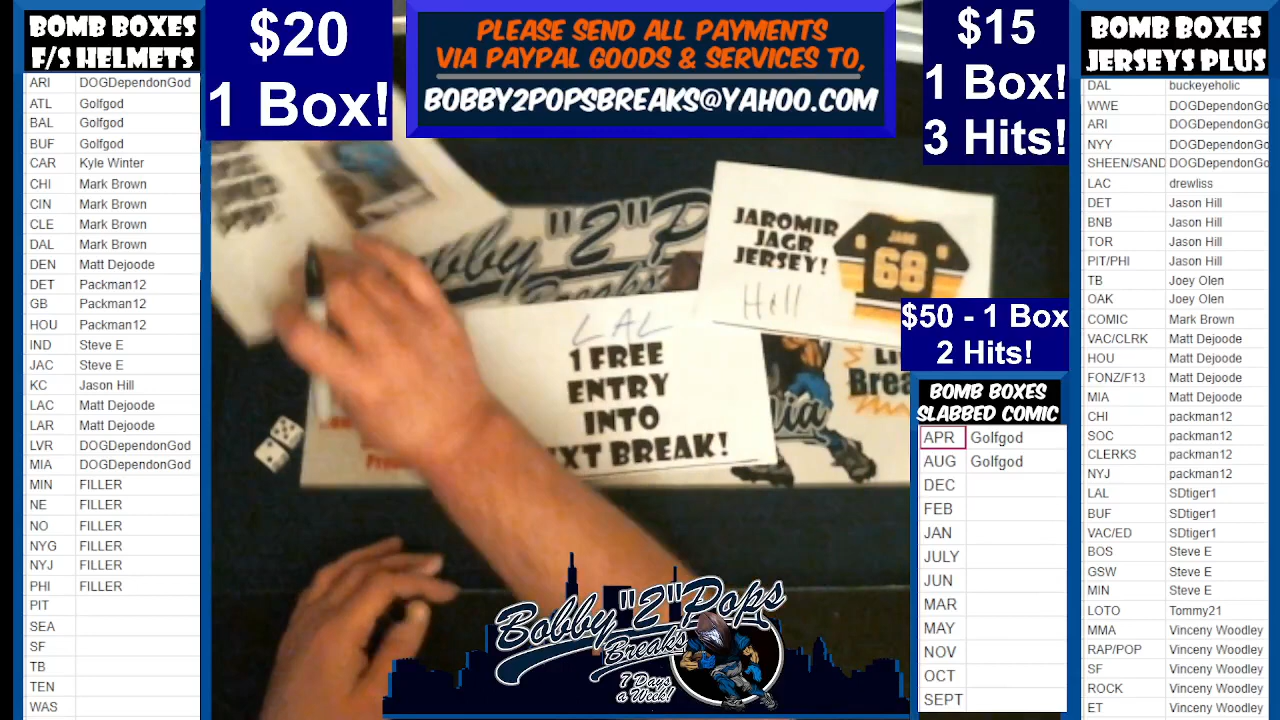 BOMB BOXES
F/S HELMETS
ARI DOGDependonGod
ATL Golfgod
BAL Golfgod
BUF Golfgod
CAR Kyle Winter
CHI Mark Brown
CIN Mark Brown
CLE Mark Brown
DAL Mark Brown
DEN Matt Dejoode
DET Packman12
GB Packman12
HOU Packman12
IND Steve E
JAC Steve E
KC Jason Hill
LAC Matt Dejoode
LAR Matt Dejoode
LVR DOGDependonGod
MIA DOGDependonGod
MIN FILLER
NE FILLER
NO FILLER
NYG FILLER
NYJ FILLER
PHI FILLER
PIT
SEA
SF
TB
TEN
WAS
$20
1 Box!
PLEASE SEND ALL PAYMENTS
VIA PAYPAL GOODS & SERVICES TO,
BOBBY2POPSBREAKS@YAHOO.COM
"2"Pops
JAROMIR
JAGR
JERSEY!
JAGR
68
LAL
1 FREE
ENTRY
INTO
XT BREAK!
Brea
Bobby "2" Pops
Breaks
7 Days
a Week!
$15
1 Box!
3 Hits!
$50 - 1 Box
2 Hits!
BOMB BOXES
SLABBED COMIC
APR Golfgod
AUG Golfgod
DEC
FEB
JAN
JULY
JUN
MAR
MAY
NOV
OCT
SEPT
BOMB BOXES
JERSEYS PLUS
DAL buckeyeholic
WWE DOGDependonGo
ARI DOGDependonGo
NYY DOGDependonGo
SHEEN/SAND DOGDependonGo
LAC drewliss
DET Jason Hill
BNB Jason Hill
TOR Jason Hill
PIT/PHI Jason Hill
TB Joey Olen
OAK Joey Olen
COMIC Mark Brown
VAC/CLRK Matt Dejoode
HOU Matt Dejoode
FONZ/F13 Matt Dejoode
MIA Matt Dejoode
CHI packman12
SOC packman12
CLERKS packman12
NYJ packman12
LAL SDtiger1
BUF SDtiger1
VAC/ED SDtiger1
BOS Steve E
GSW Steve E
MIN Steve E
LOTO Tommy21
MMA Vinceny Woodley
RAP/POP Vinceny Woodley
SF Vinceny Woodley
ROCK Vinceny Woodley
ET Vinceny Woodley